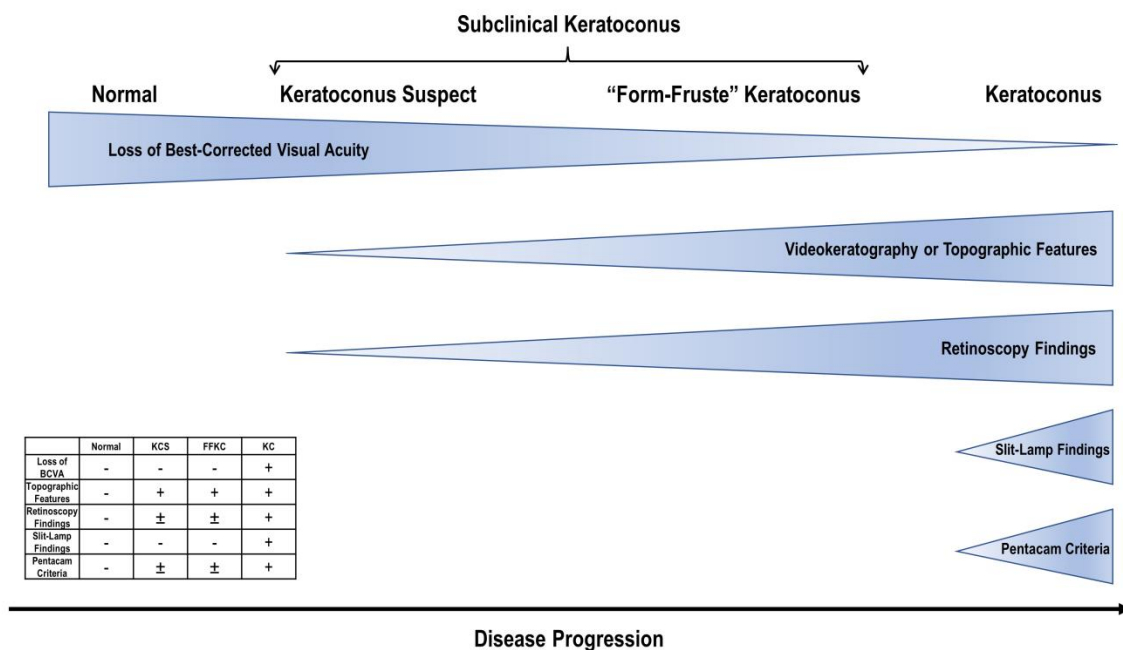 Subclinical Keratoconus
Normal
Keratoconus Suspect
“Form-Fruste” Keratoconus
Keratoconus
Loss of Best-Corrected Visual Acuity
Videokeratography or Topographic Features
Retinoscopy Findings
Slit-Lamp Findings
Pentacam Criteria
Normal KCS FFKC KC
Loss of
BCVA - - - +
Topographic
Features - + + +
Retinoscopy
Findings - ± ± +
Slit-Lamp
Findings - - - +
Pentacam
Criteria - ± ± +
Disease Progression